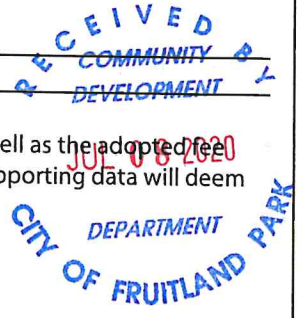 RECEIVED BY
COMMUNITY
DEVELOPMENT
JUL 08 2020
ell as the adopted fee
pporting data will deem
DEPARTMENT
CITY OF FRUITLAND PARK